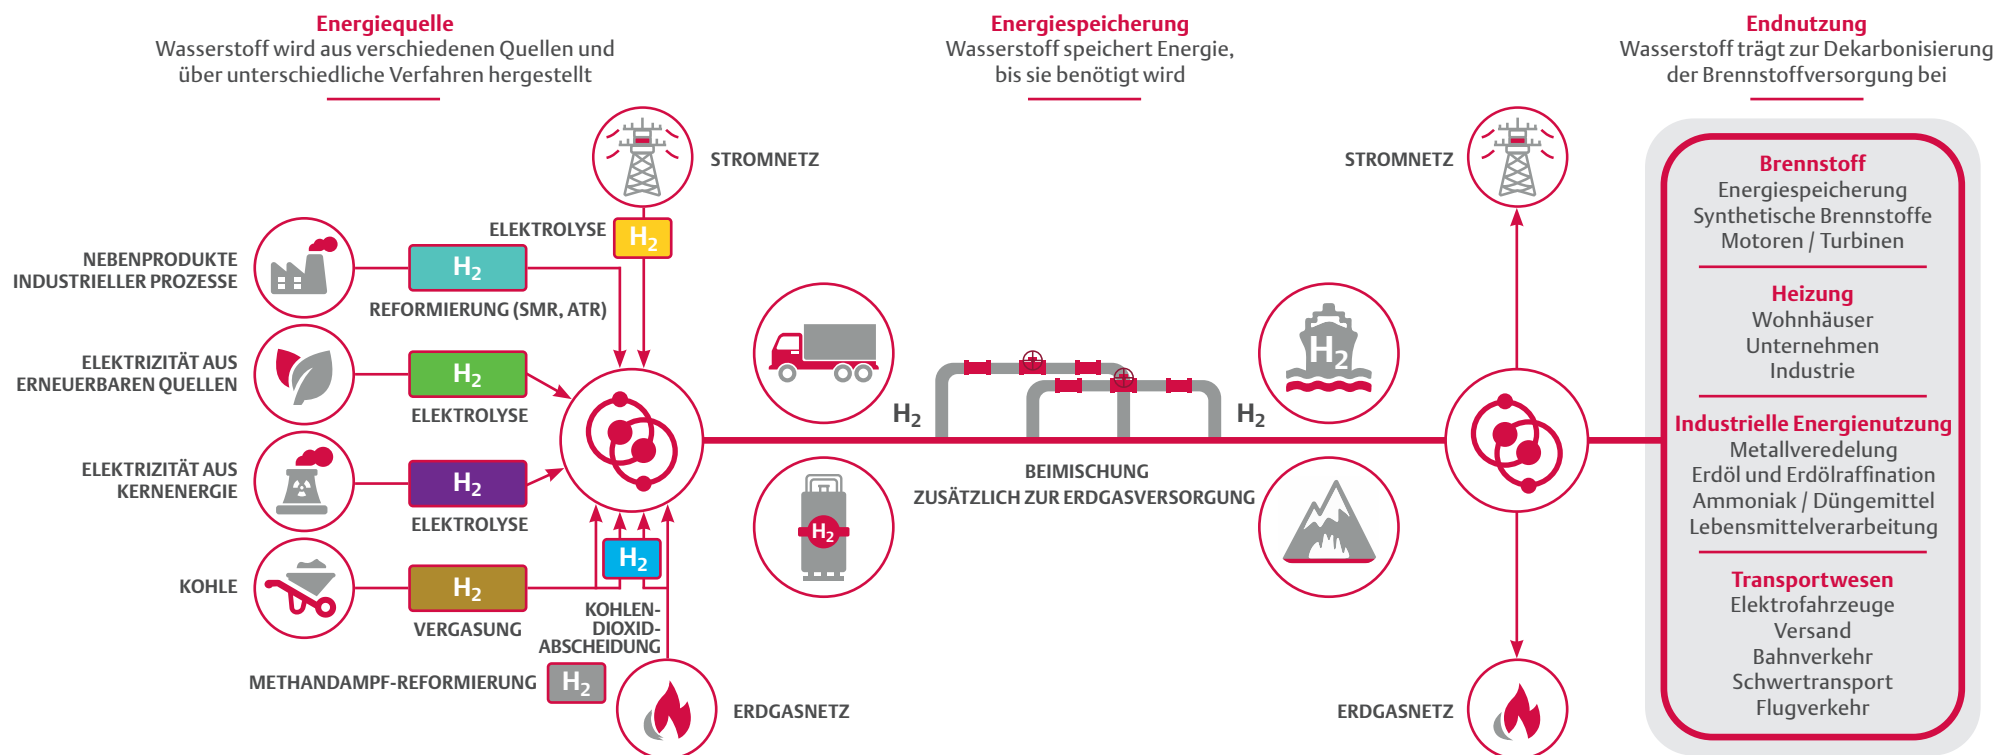 Energiequelle
Wasserstoff wird aus verschiedenen Quellen und
über unterschiedliche Verfahren hergestellt
Energiespeicherung
Wasserstoff speichert Energie,
bis sie benötigt wird
Endnutzung
Wasserstoff trägt zur Dekarbonisierung
der Brennstoffversorgung bei
STROMNETZ
ELEKTROLYSE
H₂
NEBENPRODUKTE
INDUSTRIELLER PROZESSE
H₂
REFORMIERUNG (SMR, ATR)
ELEKTRIZITÄT AUS
ERNEUERBAREN QUELLEN
H₂
ELEKTROLYSE
ELEKTRIZITÄT AUS
KERNENERGIE
H₂
ELEKTROLYSE
KOHLE
H₂
VERGASUNG
H₂
KOHLEN-
DIOXID-
ABSCHEIDUNG
METHANDAMPF-REFORMIERUNG
H₂
ERDGASNETZ
H₂
H₂
H₂
H₂
BEIMISCHUNG
ZUSÄTZLICH ZUR ERDGASVERSORGUNG
STROMNETZ
ERDGASNETZ
Brennstoff
Energiespeicherung
Synthetische Brennstoffe
Motoren / Turbinen
Heizung
Wohnhäuser
Unternehmen
Industrie
Industrielle Energienutzung
Metallveredelung
Erdöl und Erdölraffination
Ammoniak / Düngemittel
Lebensmittelverarbeitung
Transportwesen
Elektrofahrzeuge
Versand
Bahnverkehr
Schwertransport
Flugverkehr